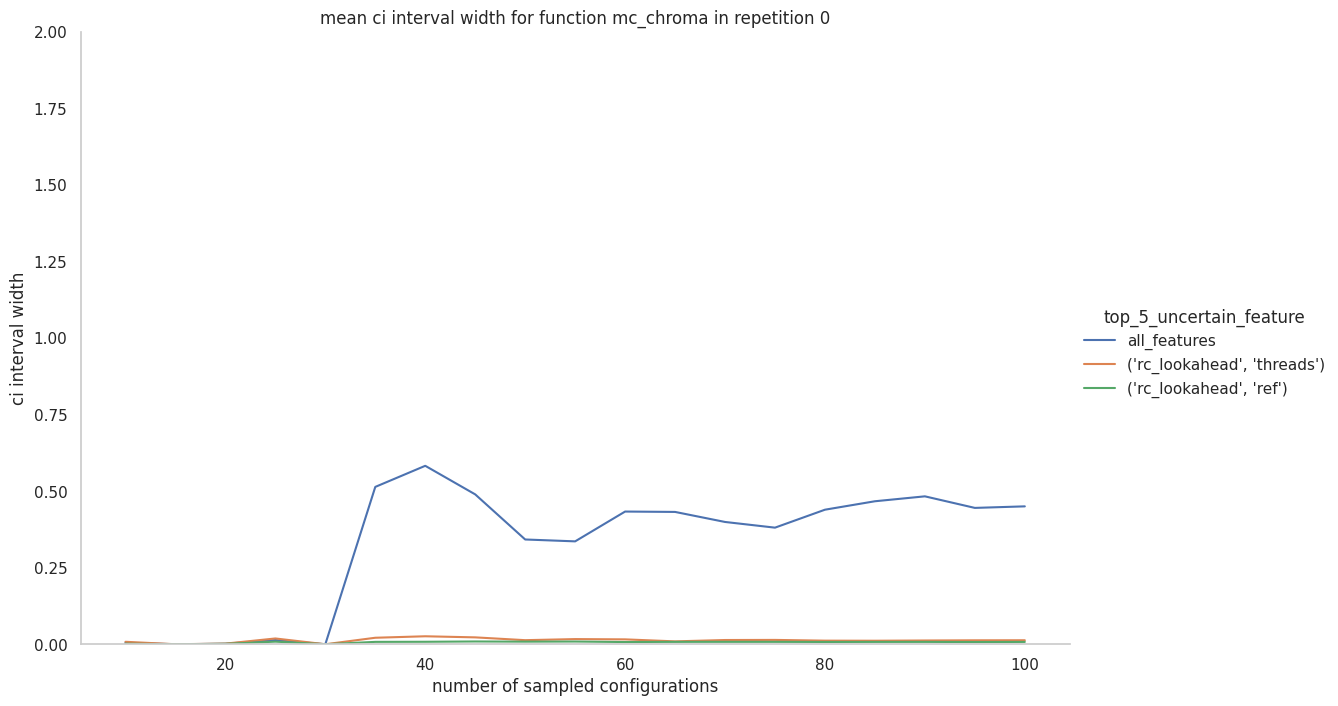 mean ci interval width for function mc_chroma in repetition 0
2.00
1.75
1.50
1.25
1.00
0.75
0.50
0.25
0.00
ci interval width
20
40
60
80
100
number of sampled configurations
top_5_uncertain_feature
all_features
('rc_lookahead', 'threads')
('rc_lookahead', 'ref')